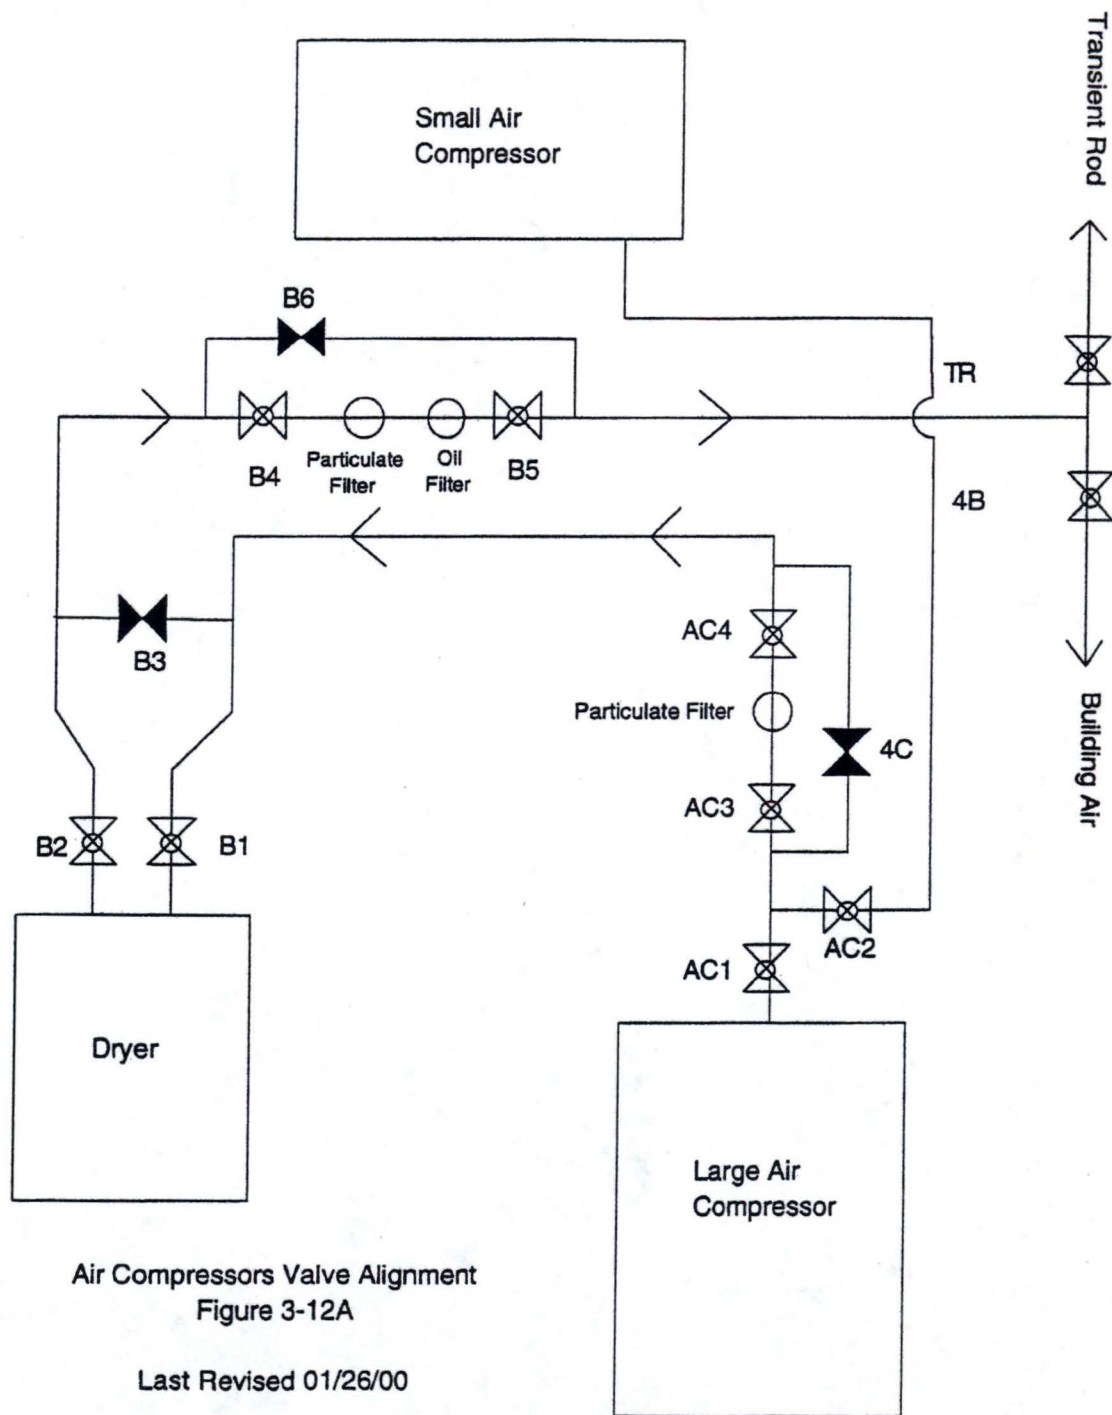 Transient Rod
Small Air
Compressor
B6
TR
B4
Particulate
Filter
Oil
Filter
B5
4B
B3
AC4
Particulate Filter
4C
AC3
Building Air
B2
B1
AC2
AC1
Dryer
Large Air
Compressor
Air Compressors Valve Alignment
Figure 3-12A
Last Revised 01/26/00